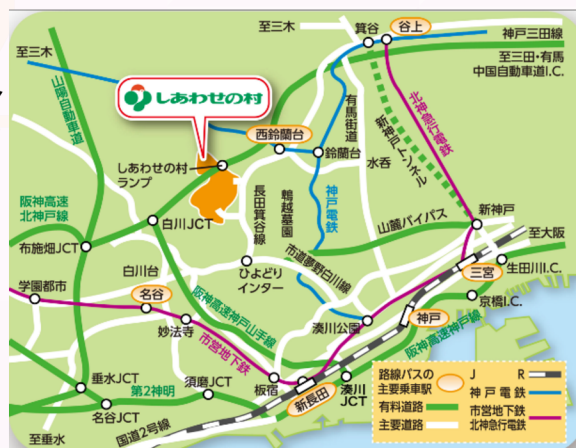 至三木
至三木
箕谷
谷上
神戸三田線
至三田・有馬
中国自動車道I.C.
山陽自動車道
しあわせの村
西鈴蘭台
有馬街道
新神戸トンネル
北神急行電鉄
鈴蘭台
水呑
しあわせの村
ランプ
阪神高速
北神戸線
白川JCT
長田箕谷線
鵯越墓園
神戸電鉄
山麓バイパス
新神戸
至大阪
布施畑JCT
白川台
ひよどり
インター
市道夢野白川線
三宮
生田川I.C.
学園都市
名谷
京橋I.C.
妙法寺
阪神高速神戸山手線
湊川公園
神戸
阪神高速神戸線
市営地下鉄
垂水JCT
第2神明
須磨JCT
板宿
新長田
湊川
JCT
名谷JCT
至垂水
国道2号線
路線バスの
主要乗車駅
有料道路
主要道路
JR
神戸電鉄
市営地下鉄
北神急行電鉄